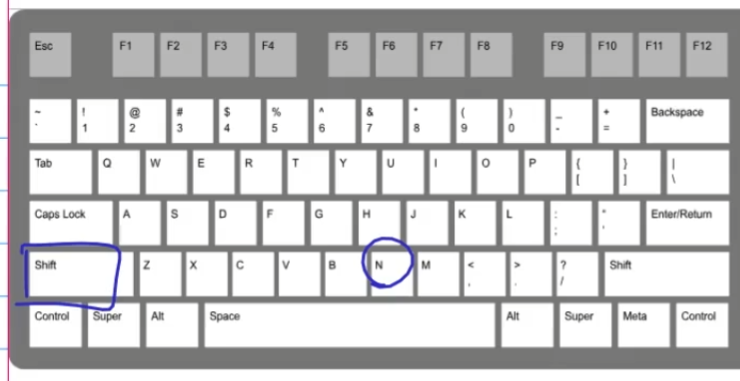 Esc F1 F2 F3 F4 F5 F6 F7 F8 F9 F10 F11 F12
~ ! @ # $ % ^ & * ( ) _ + Backspace
` 1 2 3 4 5 6 7 8 9 0 - =
Tab Q W E R T Y U I O P { } |
[ ] \
Caps Lock A S D F G H J K L : " Enter/Return
; '
Shift Z X C V B N M < > ? Shift
, . /
Control Super Alt Space Alt Super Meta Control